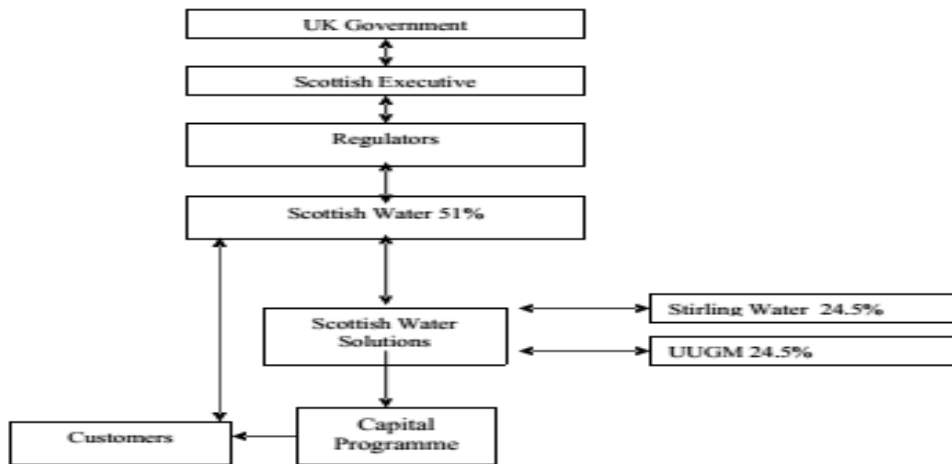 UK Government
Scottish Executive
Regulators
Scottish Water 51%
Scottish Water
Solutions
Stirling Water 24.5%
UUGM 24.5%
Capital
Programme
Customers